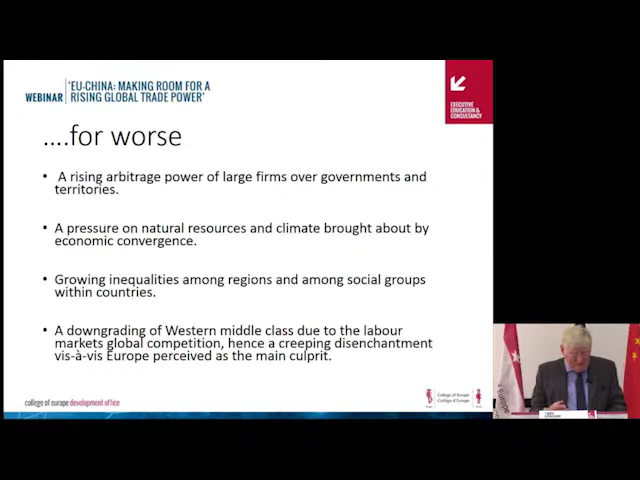 WEBINAR
'EU-CHINA: MAKING ROOM FOR A
RISING GLOBAL TRADE POWER'
EXECUTIVE
EDUCATION &
CONSULTANCY
....for worse
• A rising arbitrage power of large firms over governments and
territories.
• A pressure on natural resources and climate brought about by
economic convergence.
• Growing inequalities among regions and among social groups
within countries.
• A downgrading of Western middle class due to the labour
markets global competition, hence a creeping disenchantment
vis-à-vis Europe perceived as the main culprit.
college of europe development office
College of Europe
Collège d'Europe